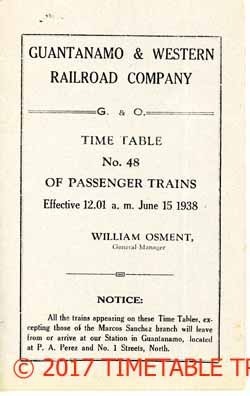 GUANTANAMO & WESTERN
RAILROAD COMPANY
G. & O.
TIME TABLE
No. 48
OF PASSENGER TRAINS
Effective 12.01 a. m. June 15 1938
WILLIAM OSMENT,
General Manager
NOTICE:
All the trains appearing on these Time Tables, ex-
cepting those of the Marcos Sanchez branch will leave
from or arrive at our Station in Guantanamo, located
at P. A. Perez and No. 1 Streets, North.
© 2017 TIMETABLE TR